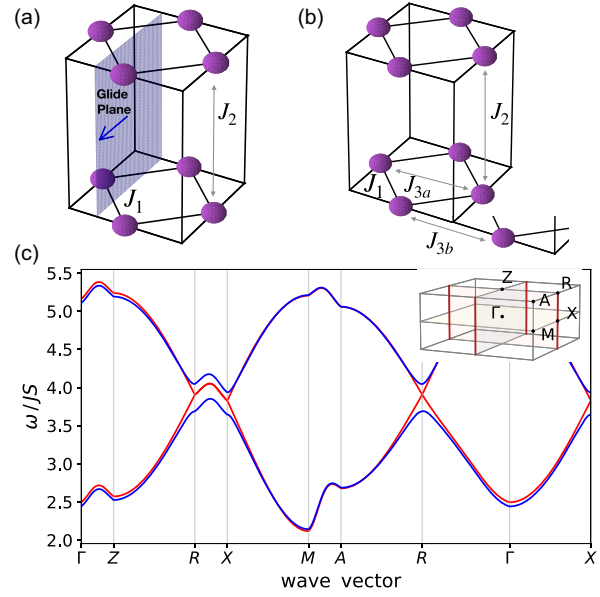 (a)
(b)
Glide
Plane
J2
J1
J2
J1
J3a
J3b
(c)
5.5
5.0
4.5
4.0
3.5
3.0
2.5
2.0
ω/JS
Z
R
A
Γ
X
M
Γ Z R X M A R Γ X
wave vector